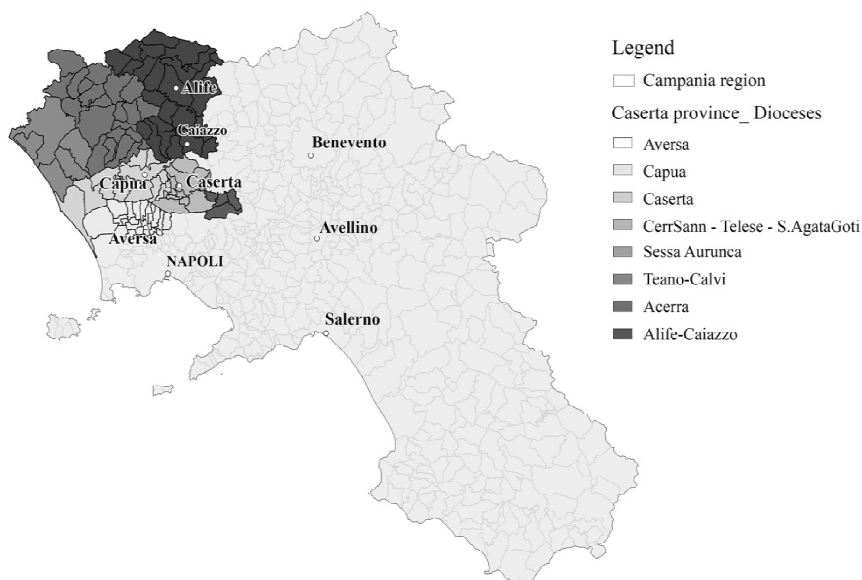 Legend
Campania region
Caserta province_ Dioceses
Aversa
Capua
Caserta
CerrSann - Telese - S.AgataGoti
Sessa Aurunca
Teano-Calvi
Acerra
Alife-Caiazzo
Alife
Caiazzo
Benevento
Capua
Caserta
Avellino
Aversa
NAPOLI
Salerno